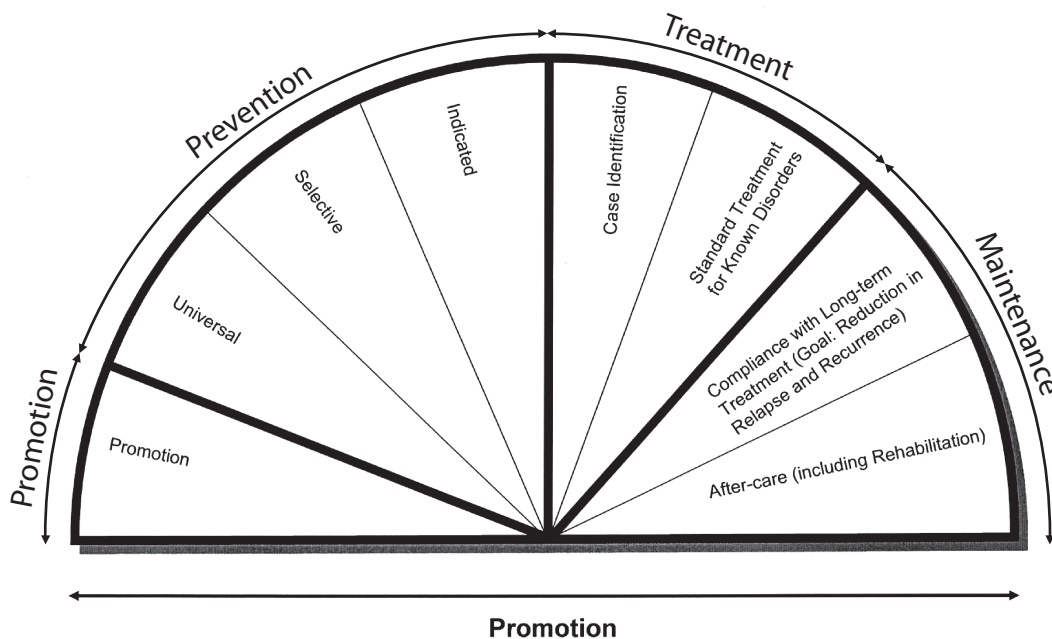 Promotion
Prevention
Treatment
Maintenance
Promotion
Universal
Selective
Indicated
Case Identification
Standard Treatment
for Known Disorders
Compliance with Long-term
Treatment (Goal: Reduction in
Relapse and Recurrence)
After-care (including Rehabilitation)
Promotion